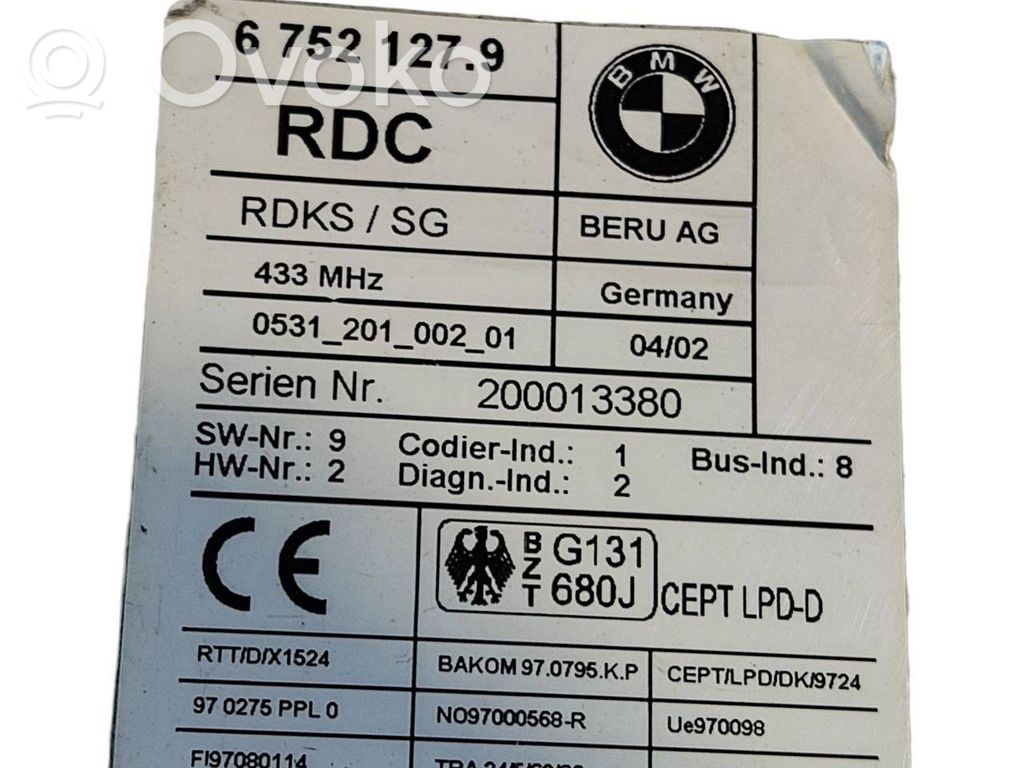 6 752 127.9
Ovoko
BMW
RDC
RDKS / SG
BERU AG
433 MHz
Germany
0531_201_002_01
04/02
Serien Nr. 200013380
SW-Nr.: 9 Codier-Ind.: 1 Bus-Ind.: 8
HW-Nr.: 2 Diagn.-Ind.: 2
CE
BZT G131 680J CEPT LPD-D
RTT/D/X1524 BAKOM 97.0795.K.P CEPT/LPD/DK/9724
97 0275 PPL 0 NO97000568-R Ue970098
FI97080114